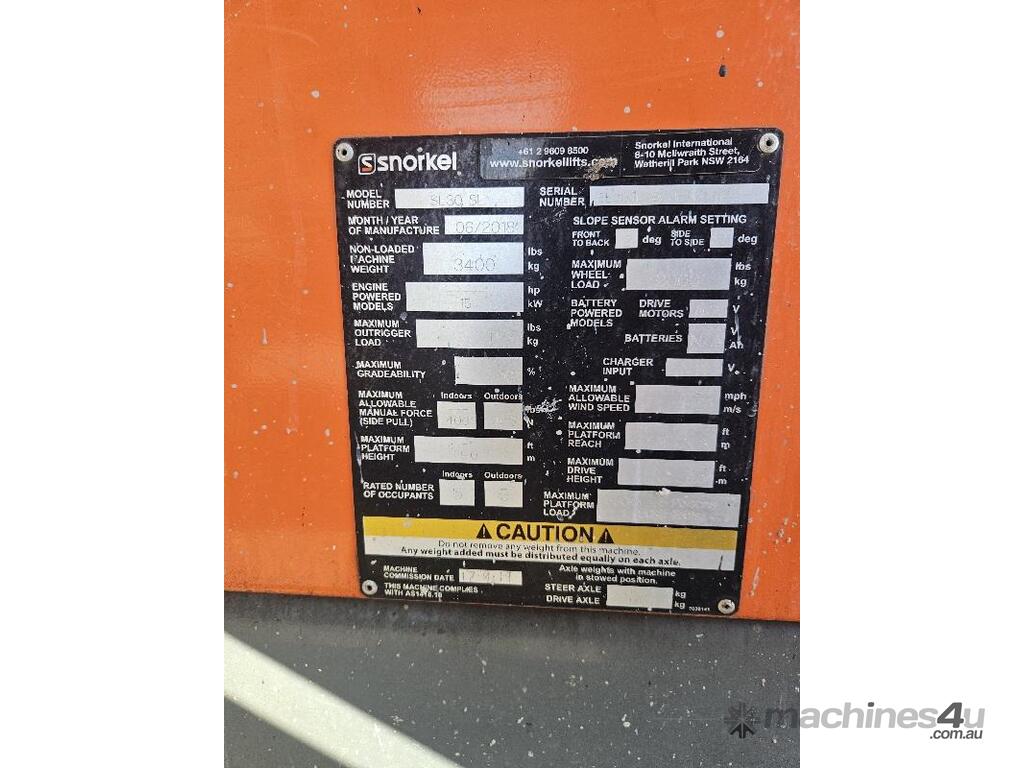 snorkel
+61 2 9609 8500
www.snorkellifts.com
Snorkel International
8-10 McIlwraith Street,
Wetherill Park NSW 2164
MODEL
NUMBER
SL30 SL
SERIAL
NUMBER
MONTH / YEAR
OF MANUFACTURE
06/2018
NON-LOADED
MACHINE
WEIGHT
lbs
3400 kg
ENGINE
POWERED
MODELS
hp
15 kW
MAXIMUM
OUTRIGGER
LOAD
lbs
kg
MAXIMUM
GRADEABILITY
%
MAXIMUM
ALLOWABLE
MANUAL FORCE
(SIDE PULL)
Indoors Outdoors
lbs
400 N
MAXIMUM
PLATFORM
HEIGHT
ft
m
RATED NUMBER
OF OCCUPANTS
Indoors Outdoors
SLOPE SENSOR ALARM SETTING
FRONT
TO BACK
deg
SIDE
TO SIDE
deg
MAXIMUM
WHEEL
LOAD
lbs
kg
BATTERY
POWERED
MODELS
DRIVE
MOTORS
V
BATTERIES
V
Ah
CHARGER
INPUT
V
MAXIMUM
ALLOWABLE
WIND SPEED
mph
m/s
MAXIMUM
PLATFORM
REACH
ft
m
MAXIMUM
DRIVE
HEIGHT
ft
m
MAXIMUM
PLATFORM
LOAD
CAUTION
Do not remove any weight from this machine.
Any weight added must be distributed equally on each axle.
MACHINE
COMMISSION DATE
THIS MACHINE COMPLIES
WITH AS1418.10
Axle weights with machine
in stowed position.
STEER AXLE kg
DRIVE AXLE kg
machines4u
.com.au